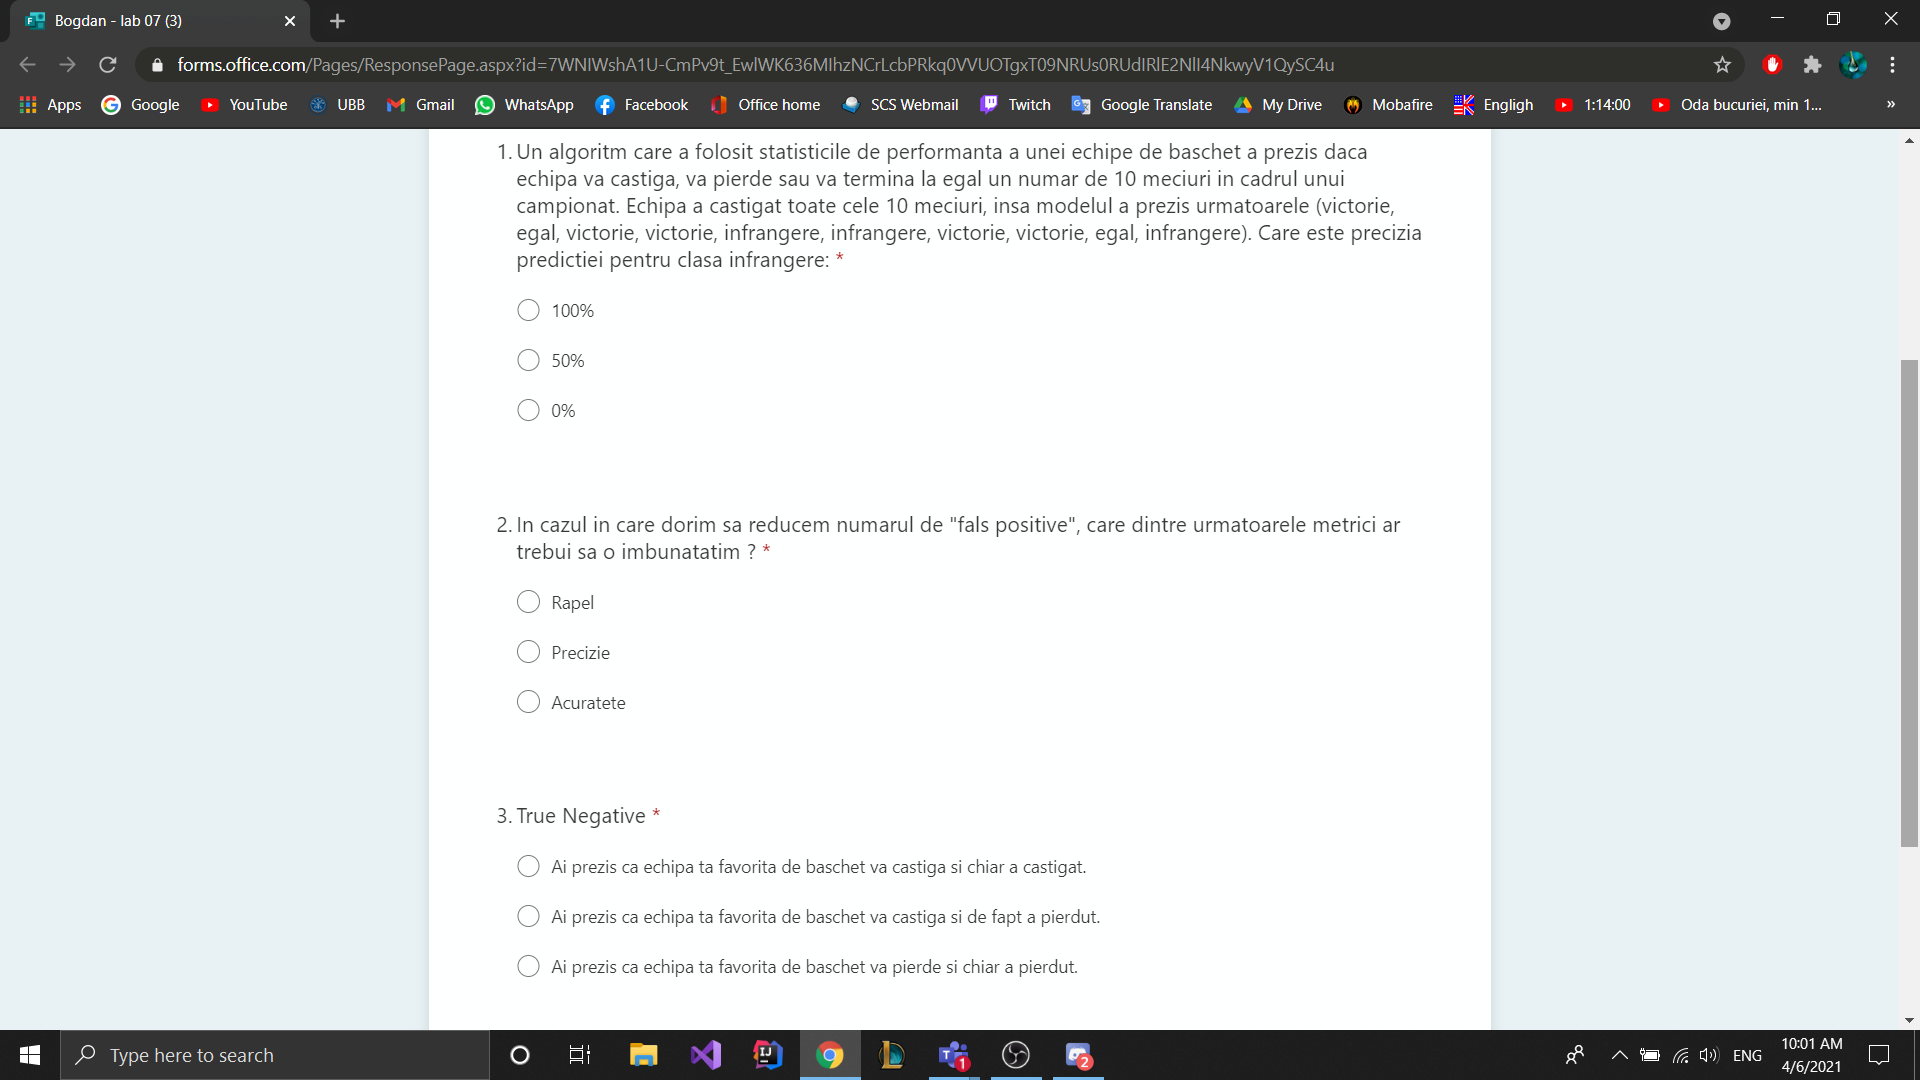 Bogdan - lab 07 (3)
forms.office.com/Pages/ResponsePage.aspx?id=7WNIWshA1U-CmPv9t_EwlWK636MIhzNCrLcbPRkq0VVUOTgxT09NRUs0RUdIRlE2NlI4NkwyV1QySC4u
Apps Google YouTube UBB Gmail WhatsApp Facebook Office home SCS Webmail Twitch Google Translate My Drive Mobafire Engligh 1:14:00 Oda bucuriei, min 1... »
1. Un algoritm care a folosit statisticile de performanta a unei echipe de baschet a prezis daca
echipa va castiga, va pierde sau va termina la egal un numar de 10 meciuri in cadrul unui
campionat. Echipa a castigat toate cele 10 meciuri, insa modelul a prezis urmatoarele (victorie,
egal, victorie, victorie, infrangere, infrangere, victorie, victorie, egal, infrangere). Care este precizia
predictiei pentru clasa infrangere: *
100%
50%
0%
2. In cazul in care dorim sa reducem numarul de "fals positive", care dintre urmatoarele metrici ar
trebui sa o imbunatatim ? *
Rapel
Precizie
Acuratete
3. True Negative *
Ai prezis ca echipa ta favorita de baschet va castiga si chiar a castigat.
Ai prezis ca echipa ta favorita de baschet va castiga si de fapt a pierdut.
Ai prezis ca echipa ta favorita de baschet va pierde si chiar a pierdut.
Type here to search
1
2
ENG
10:01 AM
4/6/2021